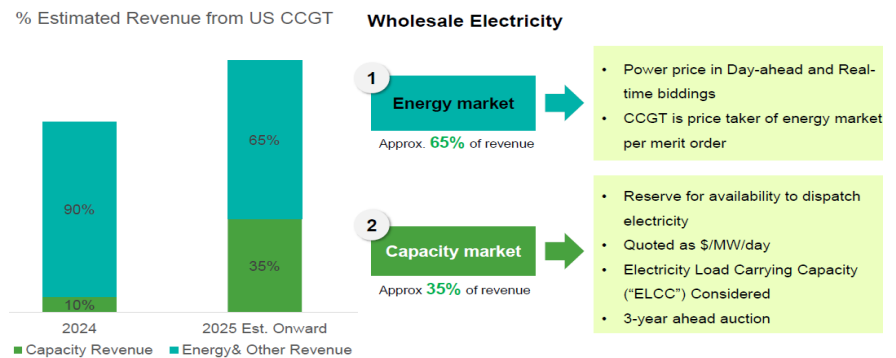 % Estimated Revenue from US CCGT
90%
10%
65%
35%
2024
2025 Est. Onward
Capacity Revenue
Energy& Other Revenue
Wholesale Electricity
1
Energy market
Approx. 65% of revenue
• Power price in Day-ahead and Real-
time biddings
• CCGT is price taker of energy market
per merit order
2
Capacity market
Approx 35% of revenue
• Reserve for availability to dispatch
electricity
• Quoted as $/MW/day
• Electricity Load Carrying Capacity
(“ELCC”) Considered
• 3-year ahead auction